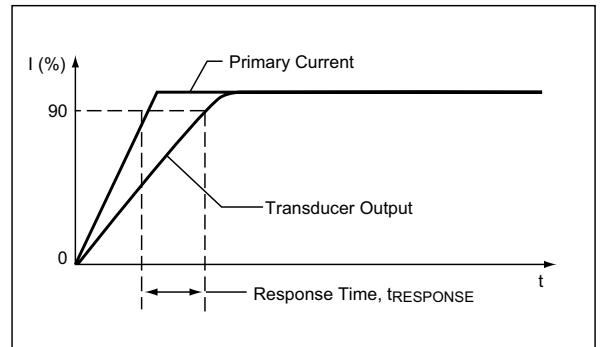 I (%)
Primary Current
90
Transducer Output
0
t
Response Time, tRESPONSE